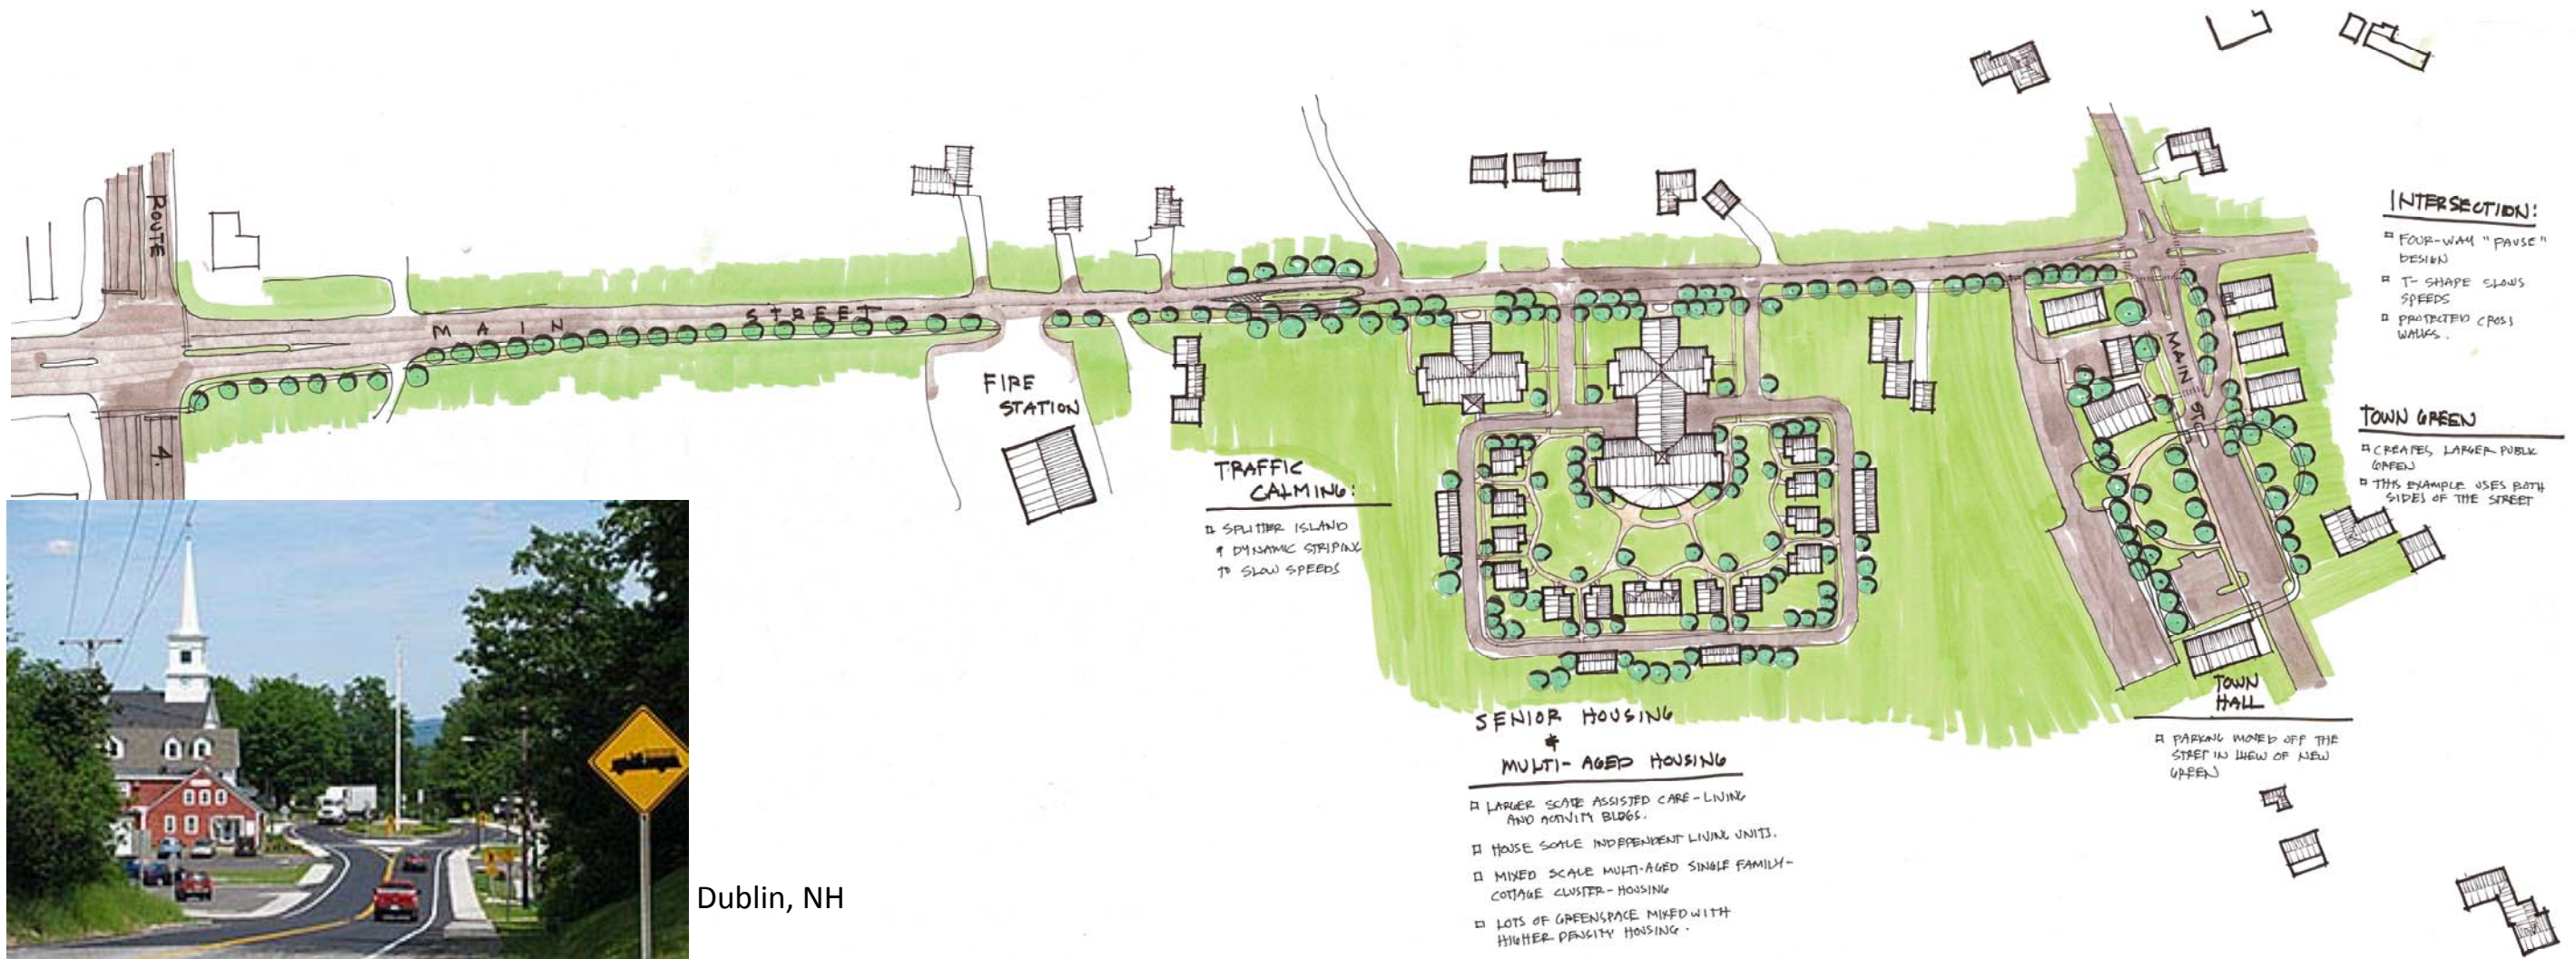 ROUTE
4.
MAIN STREET
FIRE
STATION
TRAFFIC
CALMING:
SPLITTER ISLAND
& DYNAMIC STRIPING
TO SLOW SPEEDS
SENIOR HOUSING
&
MULTI-AGED HOUSING
LARGER SCALE ASSISTED CARE-LIVING
AND ACTIVITY BLDGS.
HOUSE SCALE INDEPENDENT LIVING UNITS.
MIXED SCALE MULTI-AGED SINGLE FAMILY-
COTTAGE CLUSTER-HOUSING
LOTS OF GREENSPACE MIXED WITH
HIGHER DENSITY HOUSING.
MAIN ST.
INTERSECTION:
FOUR-WAY "PAUSE"
DESIGN
T-SHAPE SLOWS
SPEEDS
PROTECTED CROSS
WALKS.
TOWN GREEN
CREATES LARGER PUBLIC
GREEN
THIS EXAMPLE USES BOTH
SIDES OF THE STREET
TOWN
HALL
PARKING MOVED OFF THE
STREET IN LIEW OF NEW
GREEN
Dublin, NH